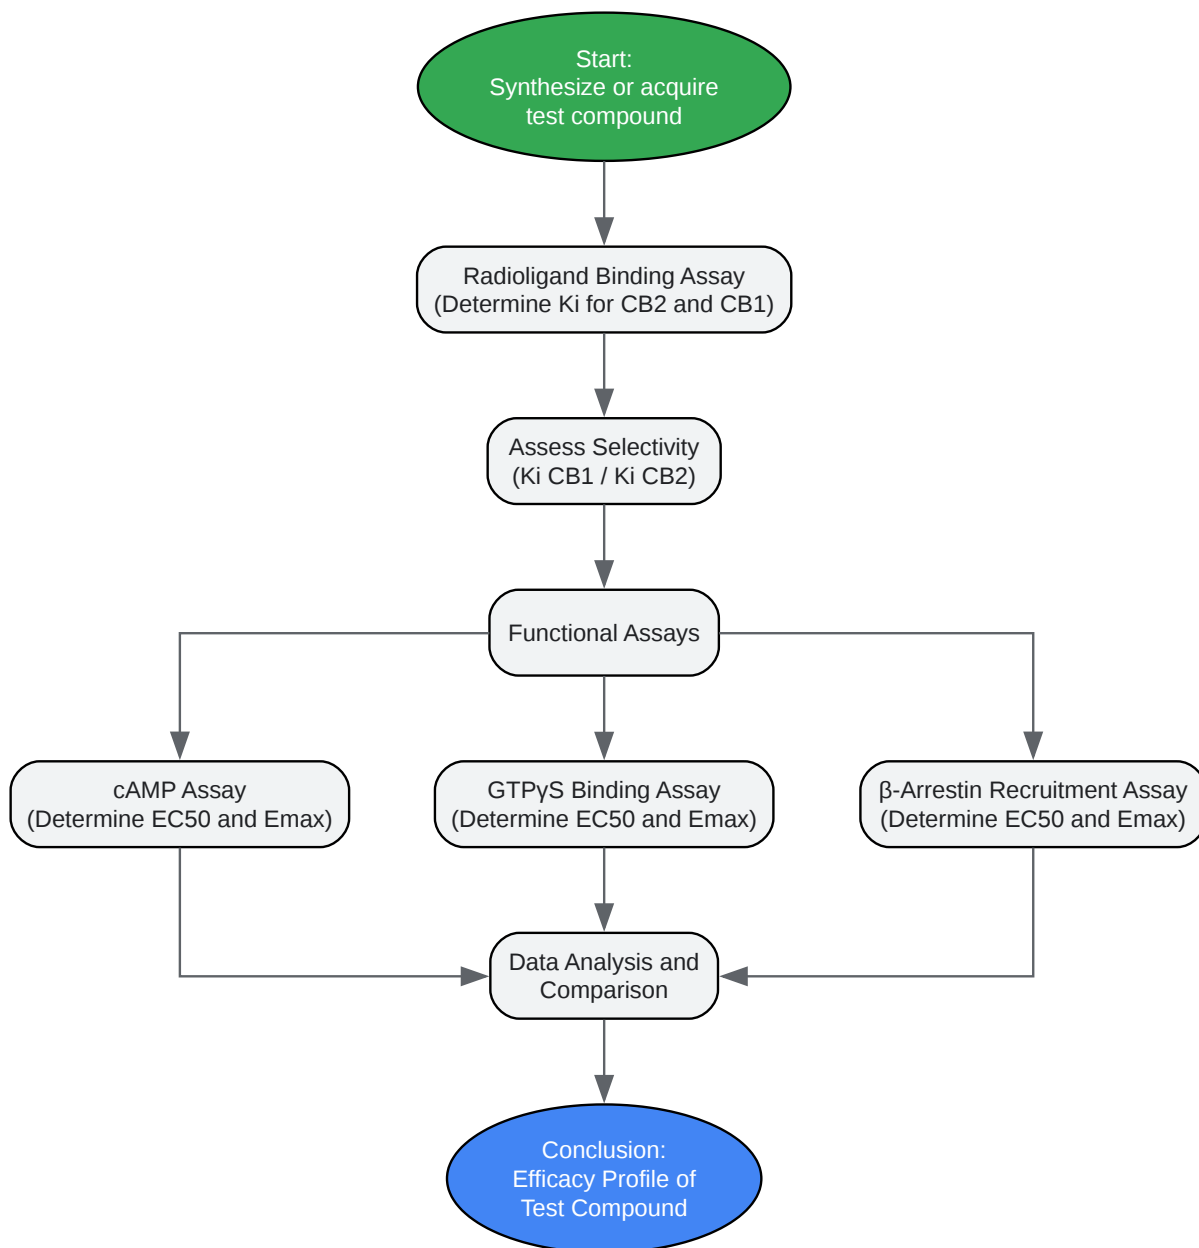 Start:
Synthesize or acquire
test compound
Radioligand Binding Assay
(Determine Ki for CB2 and CB1)
Assess Selectivity
(Ki CB1 / Ki CB2)
Functional Assays
cAMP Assay
(Determine EC50 and Emax)
GTPγS Binding Assay
(Determine EC50 and Emax)
β-Arrestin Recruitment Assay
(Determine EC50 and Emax)
Data Analysis and
Comparison
Conclusion:
Efficacy Profile of
Test Compound